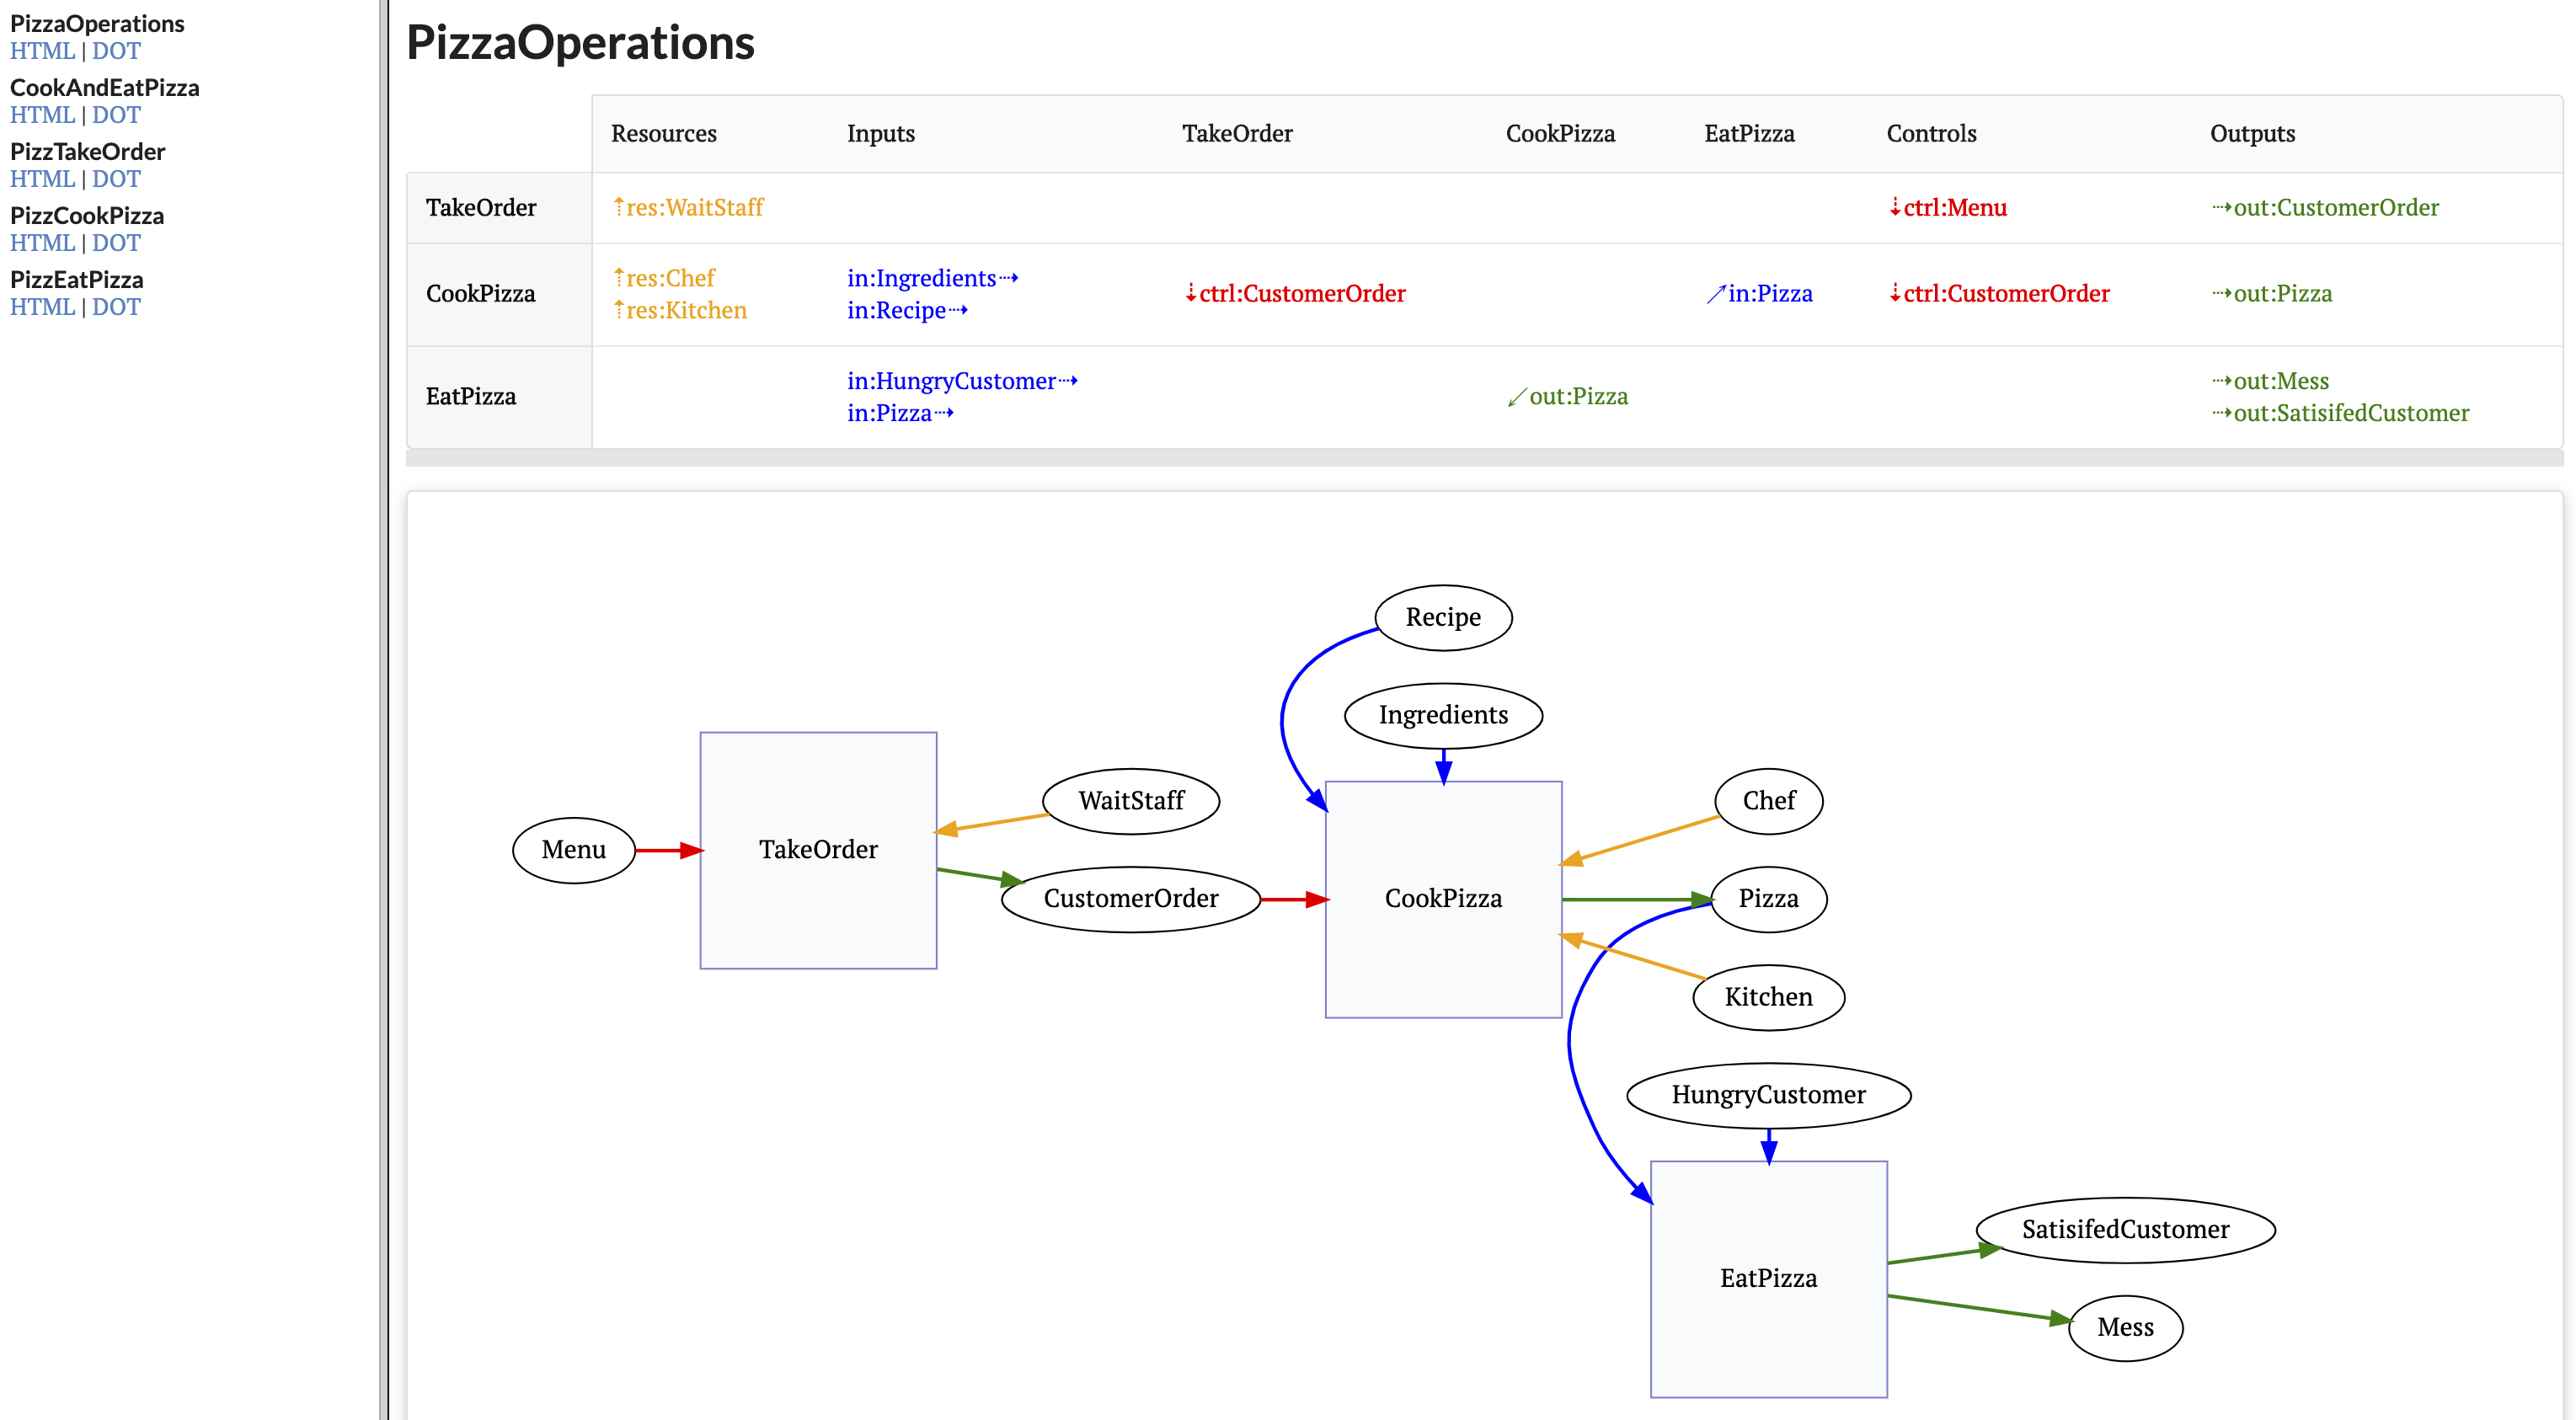 PizzaOperations
HTML | DOT
CookAndEatPizza
HTML | DOT
PizzTakeOrder
HTML | DOT
PizzCookPizza
HTML | DOT
PizzEatPizza
HTML | DOT
PizzaOperations
Resources Inputs TakeOrder CookPizza EatPizza Controls Outputs
TakeOrder ⇡res:WaitStaff ⇣ctrl:Menu ⇢out:CustomerOrder
CookPizza ⇡res:Chef ⇡res:Kitchen in:Ingredients⇢ in:Recipe⇢ ⇣ctrl:CustomerOrder ↗in:Pizza ⇣ctrl:CustomerOrder ⇢out:Pizza
EatPizza in:HungryCustomer⇢ in:Pizza⇢ ↙out:Pizza ⇢out:Mess ⇢out:SatisifedCustomer
Recipe
Ingredients
WaitStaff
Chef
Menu
TakeOrder
CustomerOrder
CookPizza
Pizza
Kitchen
HungryCustomer
SatisifedCustomer
EatPizza
Mess